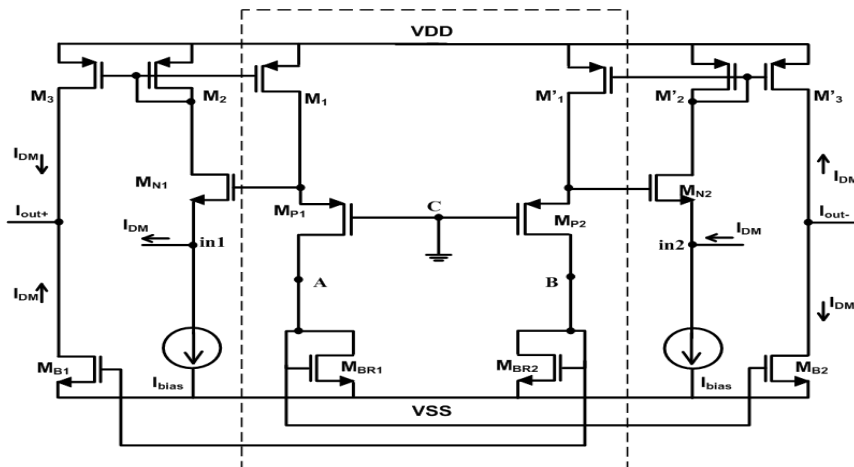 VDD
M3 M2 M1 M'1 M'2 M'3
IDM IDM
MN1 MN2
Iout+ MP1 C MP2 Iout-
IDM in1 in2 IDM
IDM A B IDM
MB1 MBR1 MBR2 MB2
Ibias Ibias
VSS